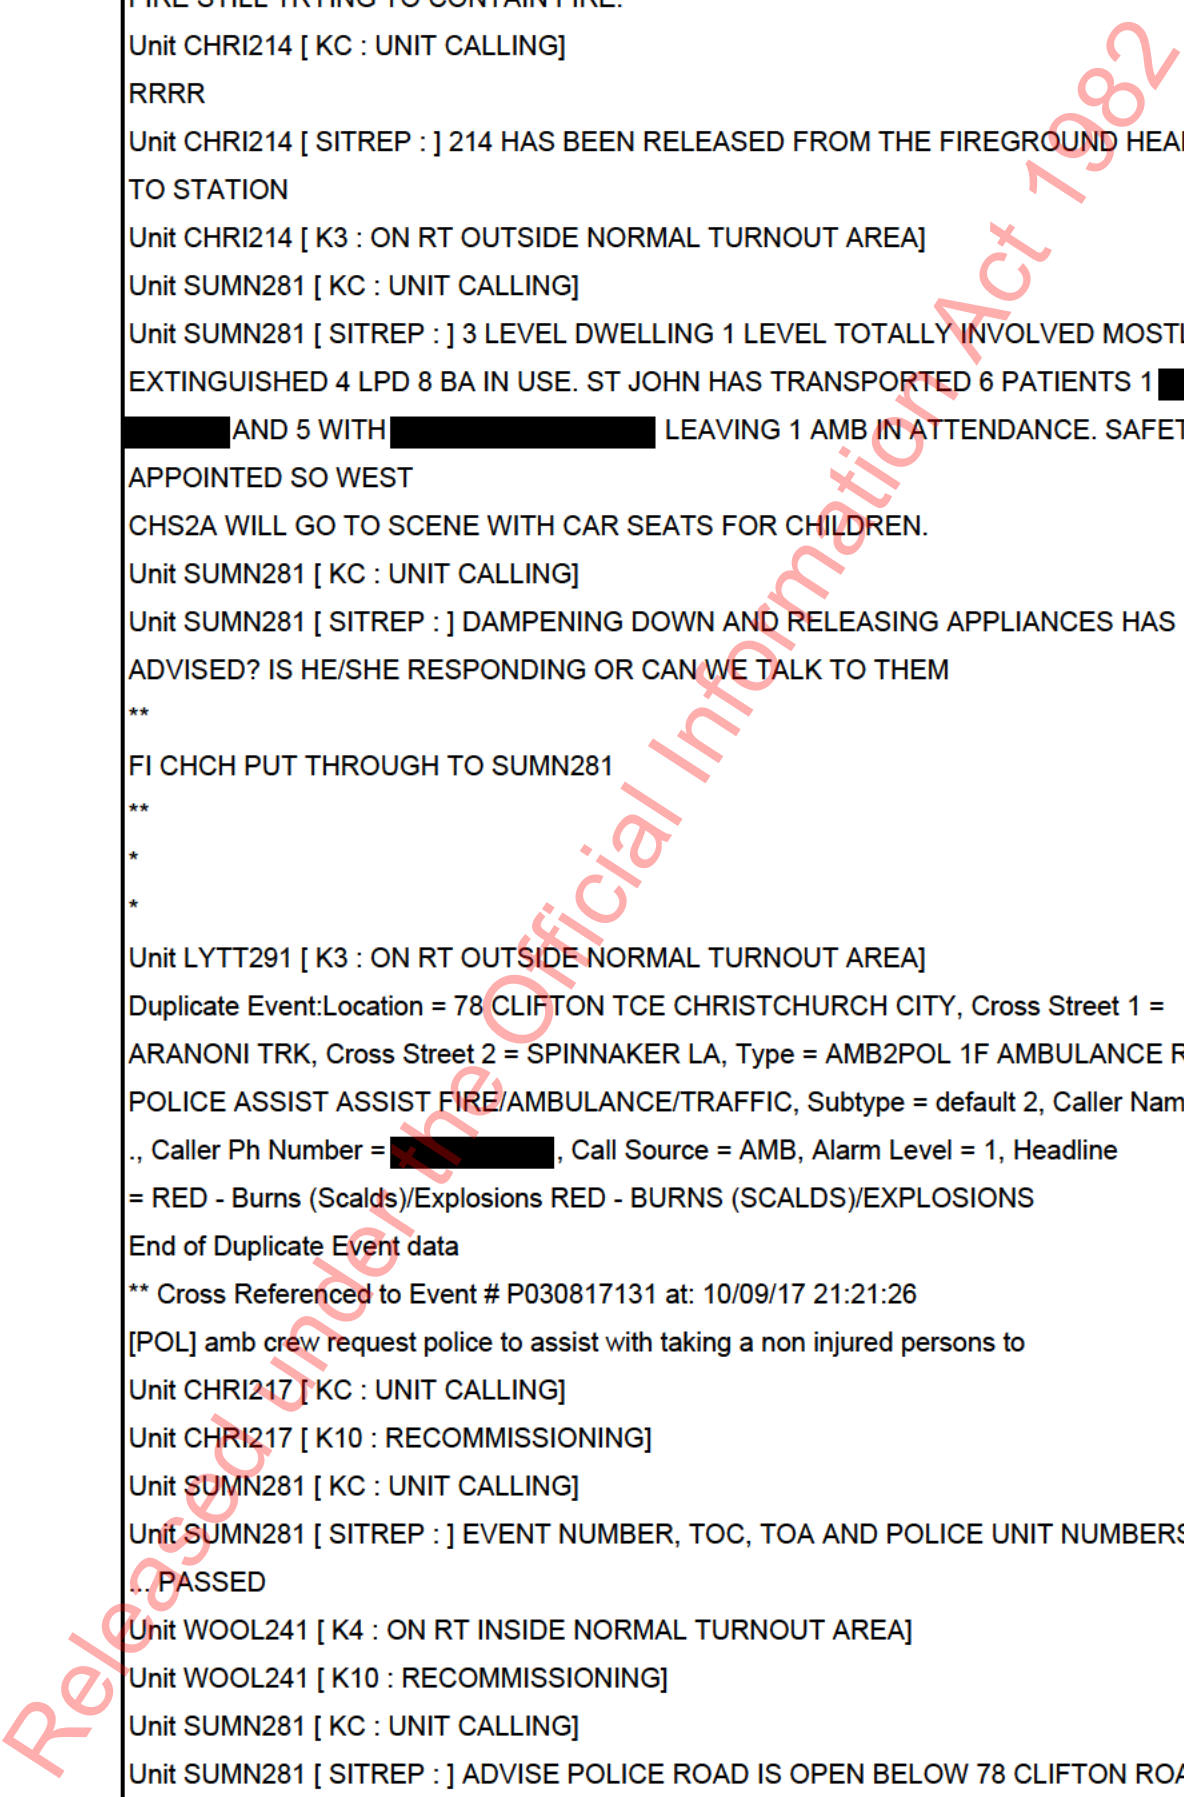 FIRE STILL TRYING TO CONTAIN FIRE.
Unit CHRI214 [ KC : UNIT CALLING]
RRRR
Unit CHRI214 [ SITREP : ] 214 HAS BEEN RELEASED FROM THE FIREGROUND HEA
TO STATION
Unit CHRI214 [ K3 : ON RT OUTSIDE NORMAL TURNOUT AREA]
Unit SUMN281 [ KC : UNIT CALLING]
Unit SUMN281 [ SITREP : ] 3 LEVEL DWELLING 1 LEVEL TOTALLY INVOLVED MOSTL
EXTINGUISHED 4 LPD 8 BA IN USE. ST JOHN HAS TRANSPORTED 6 PATIENTS 1
AND 5 WITH LEAVING 1 AMB IN ATTENDANCE. SAFET
APPOINTED SO WEST
CHS2A WILL GO TO SCENE WITH CAR SEATS FOR CHILDREN.
Unit SUMN281 [ KC : UNIT CALLING]
Unit SUMN281 [ SITREP : ] DAMPENING DOWN AND RELEASING APPLIANCES HAS
ADVISED? IS HE/SHE RESPONDING OR CAN WE TALK TO THEM
**
FI CHCH PUT THROUGH TO SUMN281
**
*
*
Unit LYTT291 [ K3 : ON RT OUTSIDE NORMAL TURNOUT AREA]
Duplicate Event:Location = 78 CLIFTON TCE CHRISTCHURCH CITY, Cross Street 1 =
ARANONI TRK, Cross Street 2 = SPINNAKER LA, Type = AMB2POL 1F AMBULANCE R
POLICE ASSIST ASSIST FIRE/AMBULANCE/TRAFFIC, Subtype = default 2, Caller Nam
., Caller Ph Number = , Call Source = AMB, Alarm Level = 1, Headline
= RED - Burns (Scalds)/Explosions RED - BURNS (SCALDS)/EXPLOSIONS
End of Duplicate Event data
** Cross Referenced to Event # P030817131 at: 10/09/17 21:21:26
[POL] amb crew request police to assist with taking a non injured persons to
Unit CHRI217 [ KC : UNIT CALLING]
Unit CHRI217 [ K10 : RECOMMISSIONING]
Unit SUMN281 [ KC : UNIT CALLING]
Unit SUMN281 [ SITREP : ] EVENT NUMBER, TOC, TOA AND POLICE UNIT NUMBERS
... PASSED
Unit WOOL241 [ K4 : ON RT INSIDE NORMAL TURNOUT AREA]
Unit WOOL241 [ K10 : RECOMMISSIONING]
Unit SUMN281 [ KC : UNIT CALLING]
Unit SUMN281 [ SITREP : ] ADVISE POLICE ROAD IS OPEN BELOW 78 CLIFTON ROA
Released under the Official Information Act 1982